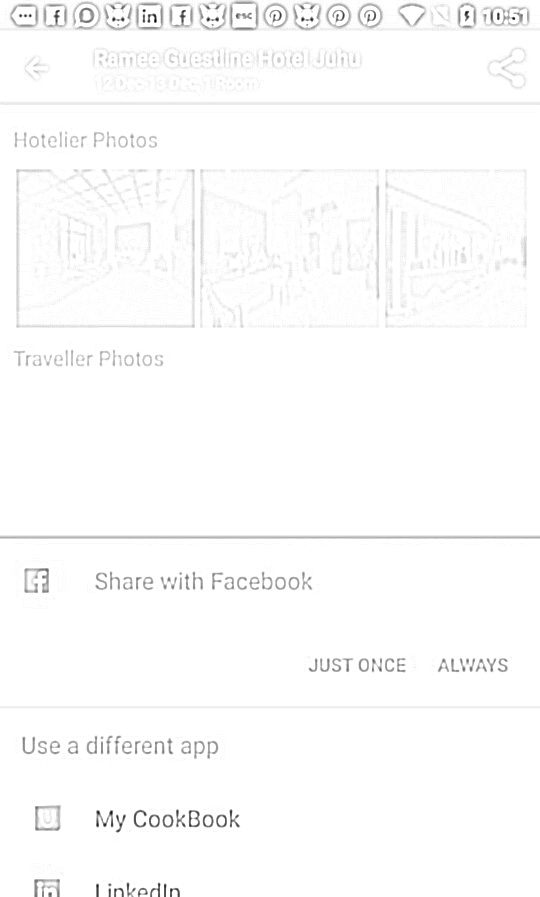 10:51
Ramee Guestline Hotel Juhu
12 Dec-13 Dec, 1 Room
Hotelier Photos
Traveller Photos
Share with Facebook
JUST ONCE ALWAYS
Use a different app
My CookBook
LinkedIn